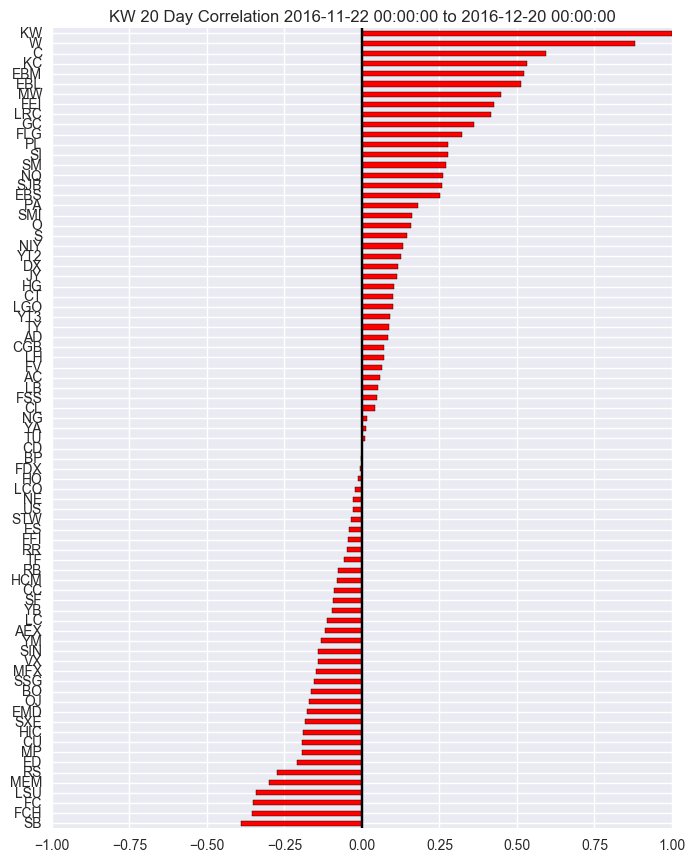 KW 20 Day Correlation 2016-11-22 00:00:00 to 2016-12-20 00:00:00
KW
W
C
KC
EBM
EBL
MW
FEI
LRC
GC
FLG
PL
SI
SM
NQ
SJB
EBS
PA
SMI
O
S
NIY
YT2
DX
JY
HG
CT
LGO
YT3
TY
AD
CGB
LH
FV
AC
LB
FSS
CL
NG
YA
TU
CD
BP
FDX
HO
LCO
NE
US
STW
ES
FFI
RR
TF
RB
HCM
CC
SF
YB
LC
AEX
YM
SIN
VX
MFX
SSG
BO
OJ
EMD
SXE
HIC
CU
MP
ED
RS
MEM
LSU
FC
FCH
SB
−1.00 −0.75 −0.50 −0.25 0.00 0.25 0.50 0.75 1.00